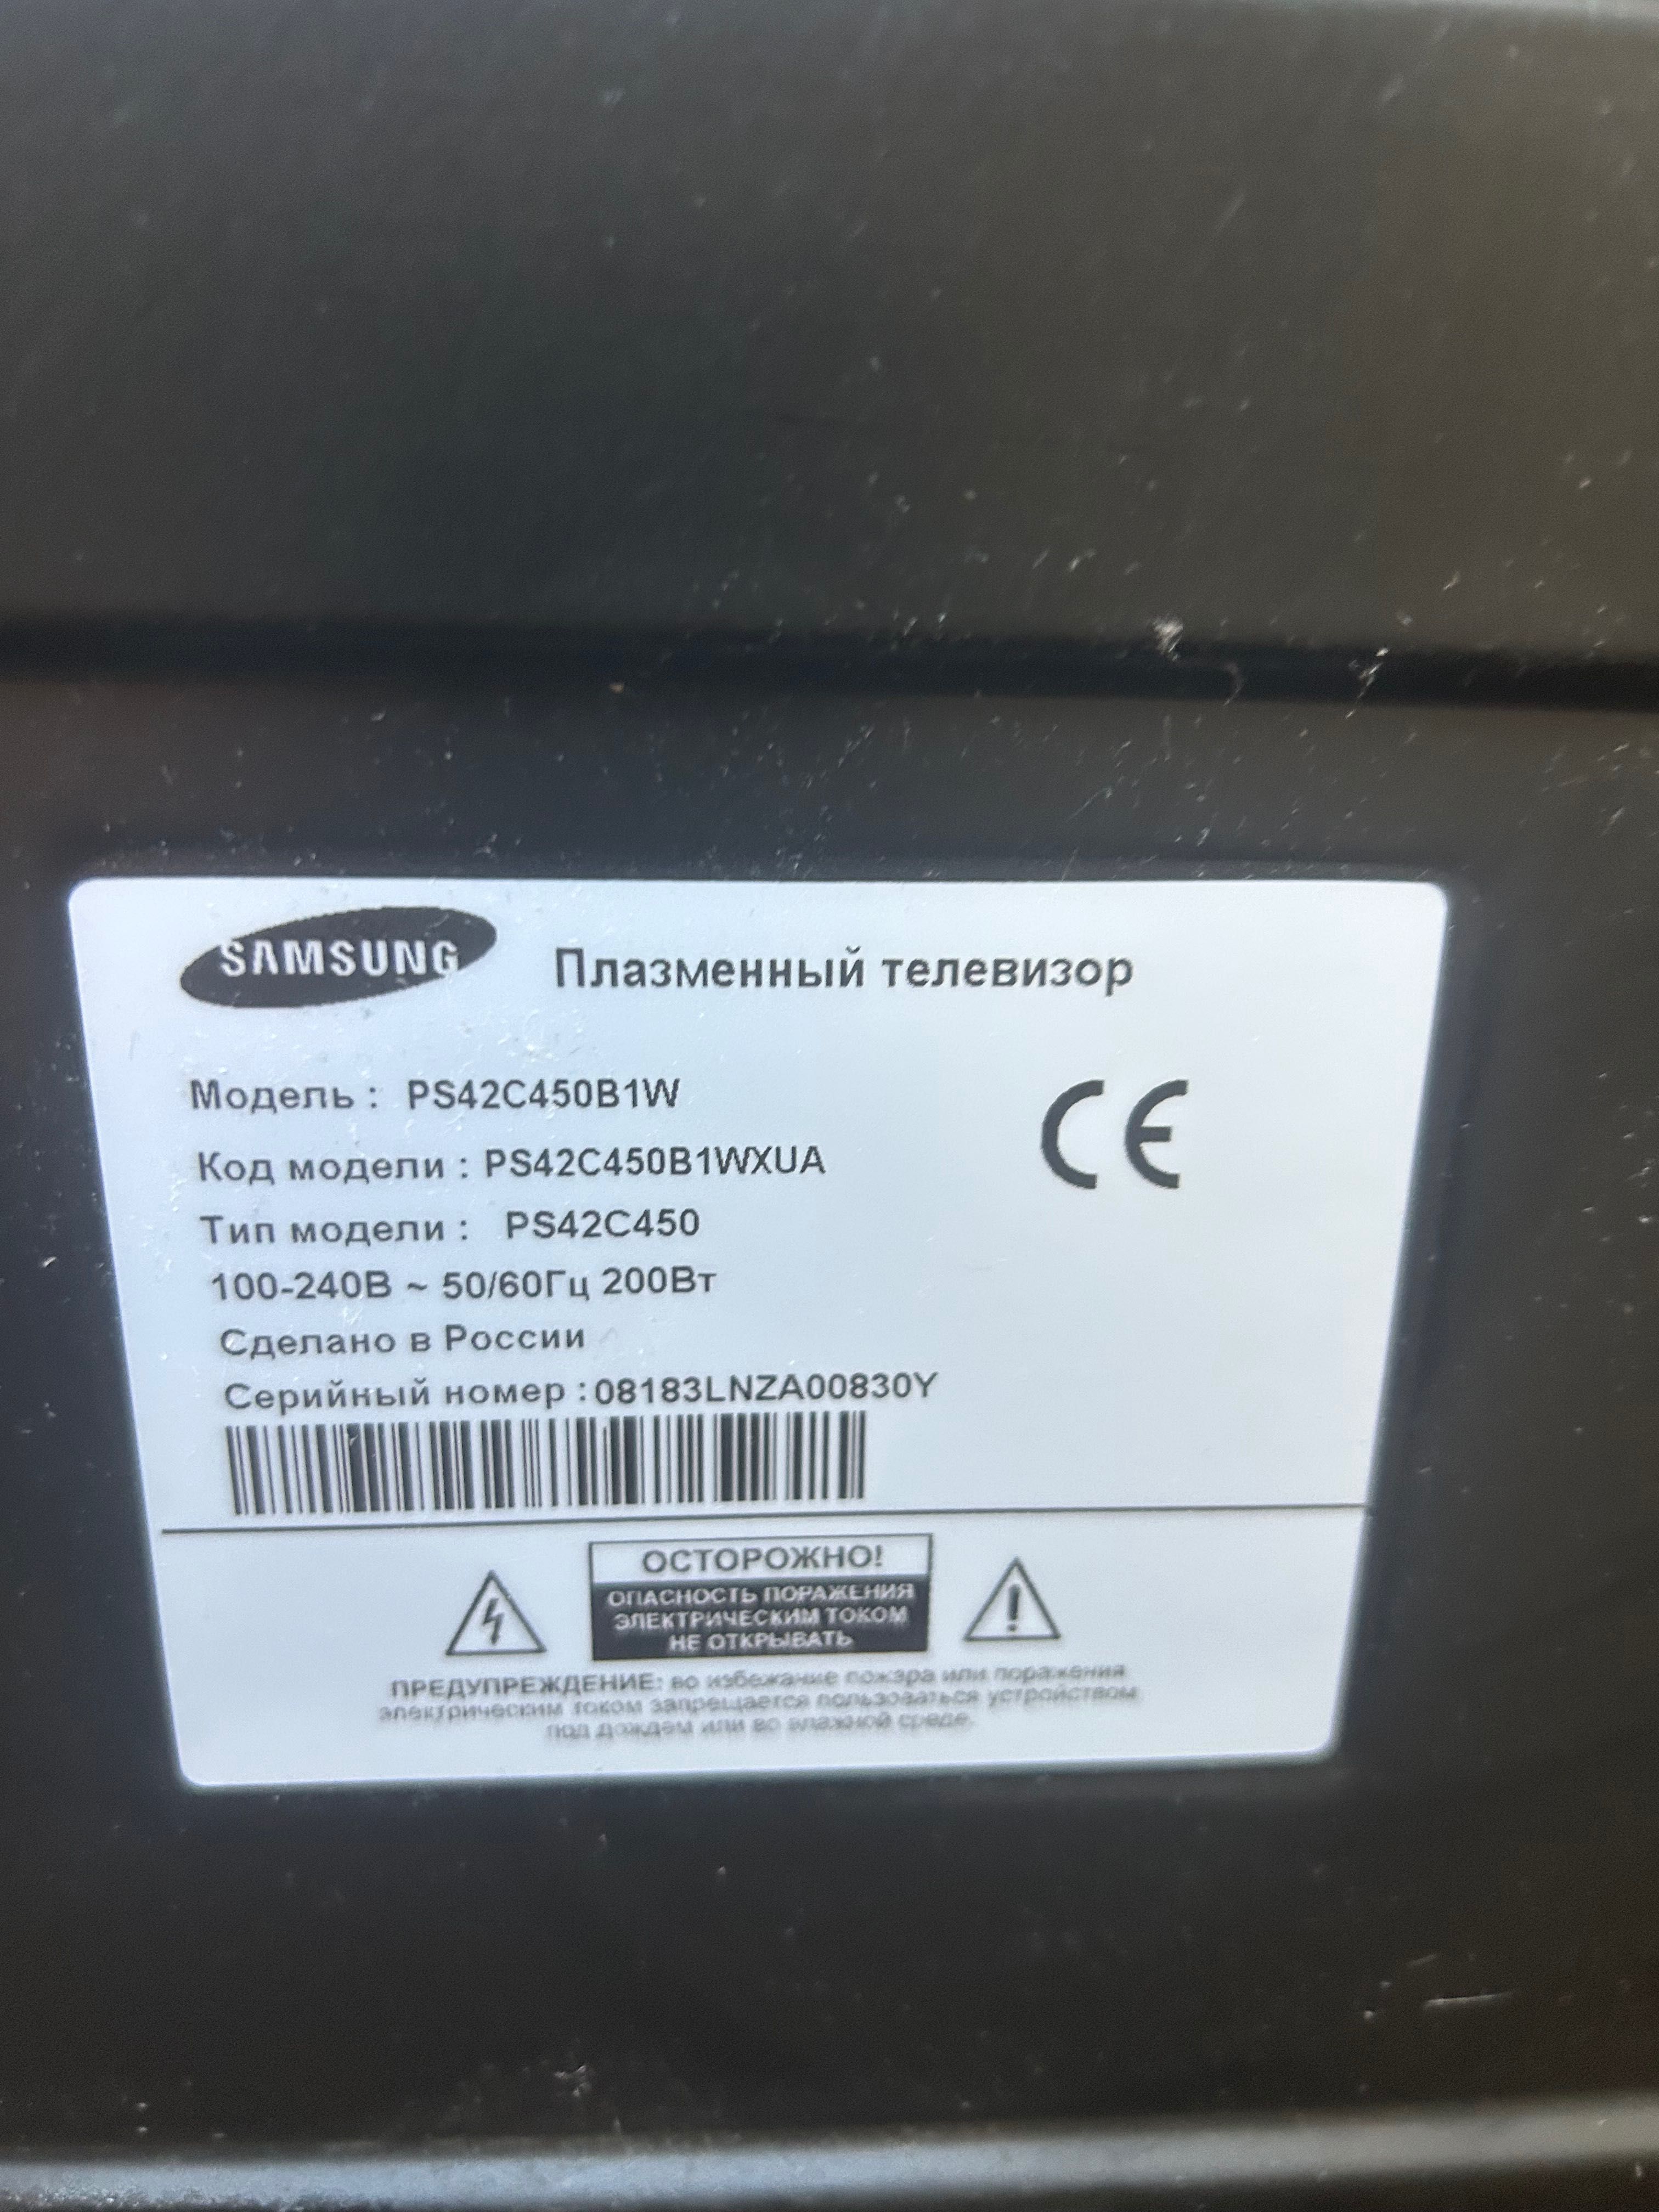 SAMSUNG Плазменный телевизор
Модель : PS42C450B1W
Код модели : PS42C450B1WXUA
Тип модели : PS42C450
100-240В ~ 50/60Гц 200Вт
Сделано в России
Серийный номер : 08183LNZA00830Y
CE
ОСТОРОЖНО!
ОПАСНОСТЬ ПОРАЖЕНИЯ
ЭЛЕКТРИЧЕСКИМ ТОКОМ
НЕ ОТКРЫВАТЬ
ПРЕДУПРЕЖДЕНИЕ: во избежание пожара или поражения
электрическим током запрещается пользоваться устройством
под дождем или во влажной среде.